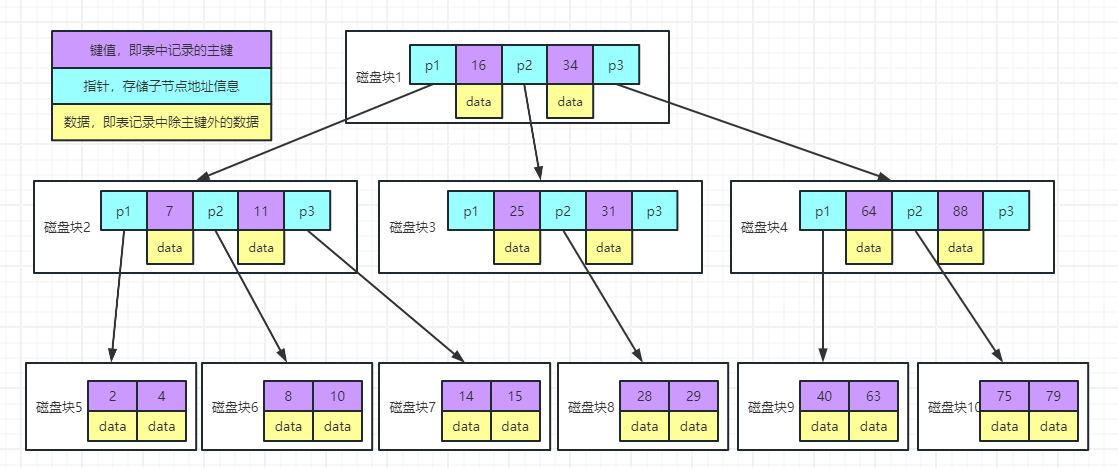 键值，即表中记录的主键
指针，存储子节点地址信息
数据，即表记录中除主键外的数据
磁盘块1 p1 16 p2 34 p3
data data
磁盘块2 p1 7 p2 11 p3
data data
磁盘块3 p1 25 p2 31 p3
data data
磁盘块4 p1 64 p2 88 p3
data data
磁盘块5 2 4
data data
磁盘块6 8 10
data data
磁盘块7 14 15
data data
磁盘块8 28 29
data data
磁盘块9 40 63
data data
磁盘块10 75 79
data data